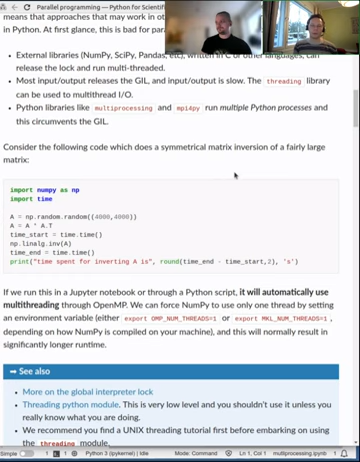 Parallel programming — Python for Scientif
means that approaches that may work in ot
in Python. At first glance, this is bad for par
• External libraries (NumPy, SciPy, Pandas, etc), written in C or other languages, can
release the lock and run multi-threaded.
• Most input/output releases the GIL, and input/output is slow. The threading library
can be used to multithread I/O.
• Python libraries like multiprocessing and mpi4py run multiple Python processes and
this circumvents the GIL.
Consider the following code which does a symmetrical matrix inversion of a fairly large
matrix:
import numpy as np
import time
A = np.random.random((4000,4000))
A = A * A.T
time_start = time.time()
np.linalg.inv(A)
time_end = time.time()
print("time spent for inverting A is", round(time_end - time_start,2), 's')
If we run this in a Jupyter notebook or through a Python script, it will automatically use
multithreading through OpenMP. We can force NumPy to use only one thread by setting
an environment variable (either export OMP_NUM_THREADS=1 or export MKL_NUM_THREADS=1 ,
depending on how NumPy is compiled on your machine), and this will normally result in
significantly longer runtime.
➡ See also
• More on the global interpreter lock
• Threading python module. This is very low level and you shouldn't use it unless you
really know what you are doing.
• We recommend you find a UNIX threading tutorial first before embarking on using
the threading module.
Simple 1 1 Python 3 (ipykernel) | Idle Mode: Command Ln 1, Col 1 multiprocessing.ipynb 1